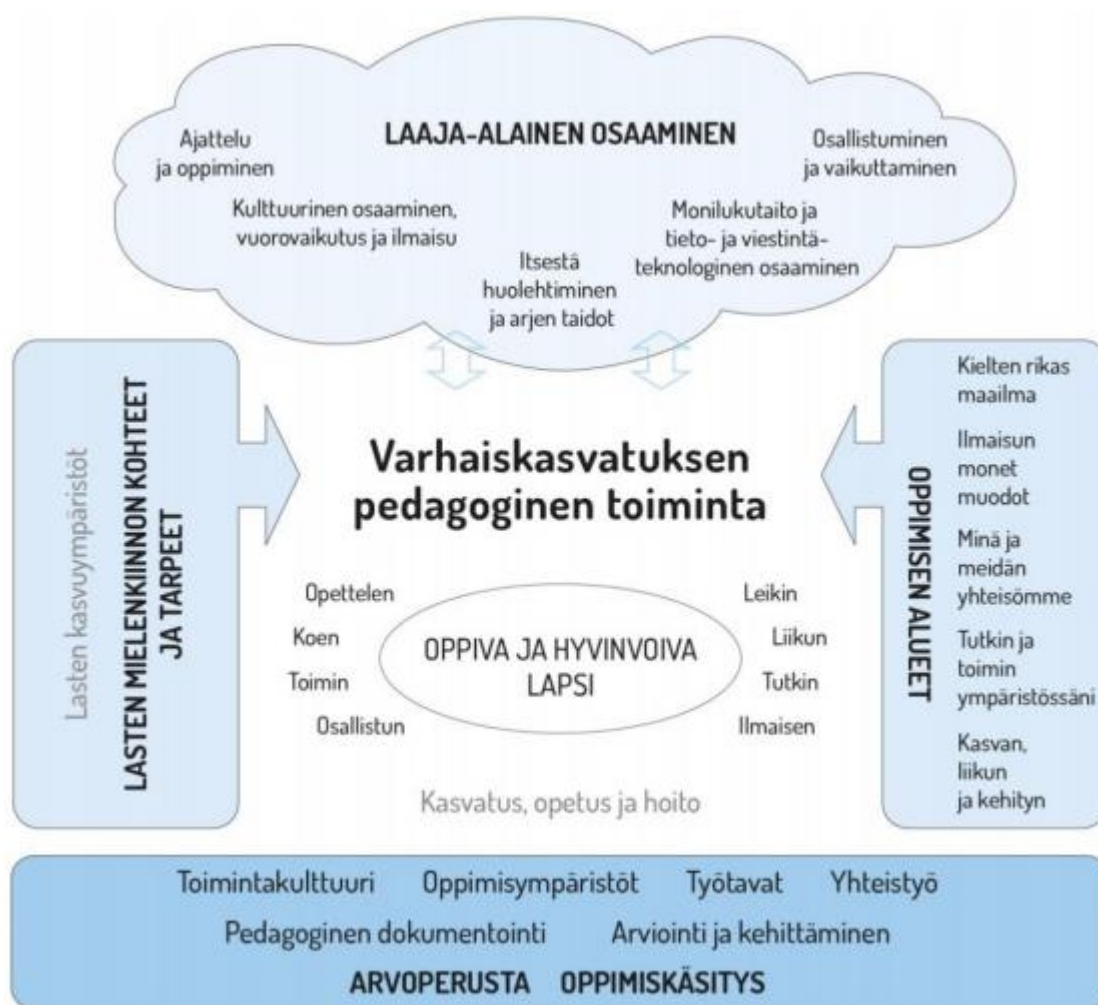 LAAJA-ALAINEN OSAAMINEN
Ajattelu
ja oppiminen
Kulttuurinen osaaminen,
vuorovaikutus ja ilmaisu
Itsestä
huolehtiminen
ja arjen taidot
Monilukutaito ja
tieto- ja viestintä-
teknologinen osaaminen
Osallistuminen
ja vaikuttaminen
Lasten kasvuympäristöt
LASTEN MIELENKIINNON KOHTEET
JA TARPEET
Varhaiskasvatuksen
pedagoginen toiminta
Opettelen
Koen
Toimin
Osallistun
OPPIVA JA HYVINVOIVA
LAPSI
Leikin
Liikun
Tutkin
Ilmaisen
Kasvatus, opetus ja hoito
OPPIMISEN ALUEET
Kielten rikas
maailma
Ilmaisun
monet
muodot
Minä ja
meidän
yhteisömme
Tutkin ja
toimin
ympäristössäni
Kasvan,
liikun
ja kehityn
Toimintakulttuuri Oppimisympäristöt Työtavat Yhteistyö
Pedagoginen dokumentointi Arviointi ja kehittäminen
ARVOPERUSTA OPPIMISKÄSITYS